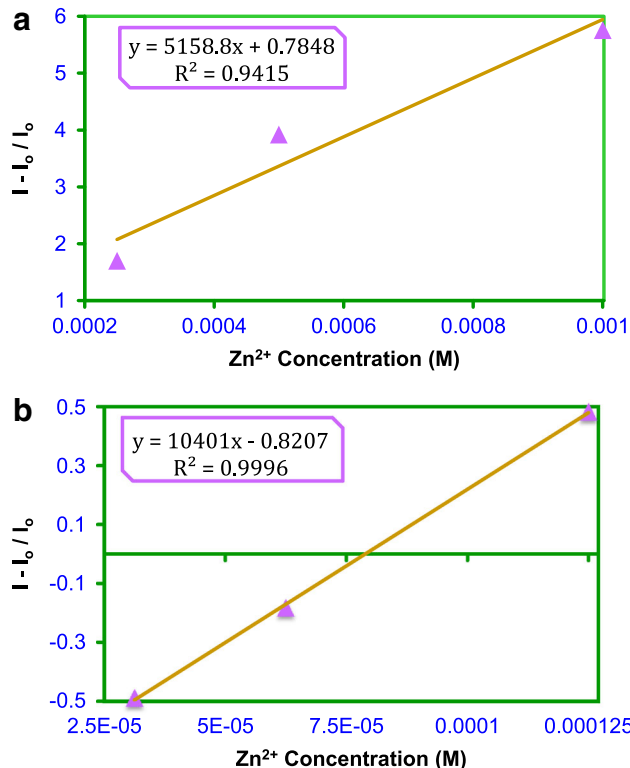 a
6
5
4
3
2
1
y = 5158.8x + 0.7848
R² = 0.9415
I - Iₒ / Iₒ
0.0002
0.0004
0.0006
0.0008
0.001
Zn²⁺ Concentration (M)
b
0.5
0.3
0.1
-0.1
-0.3
-0.5
y = 10401x - 0.8207
R² = 0.9996
I - Iₒ / Iₒ
2.5E-05
5E-05
7.5E-05
0.0001
0.000125
Zn²⁺ Concentration (M)